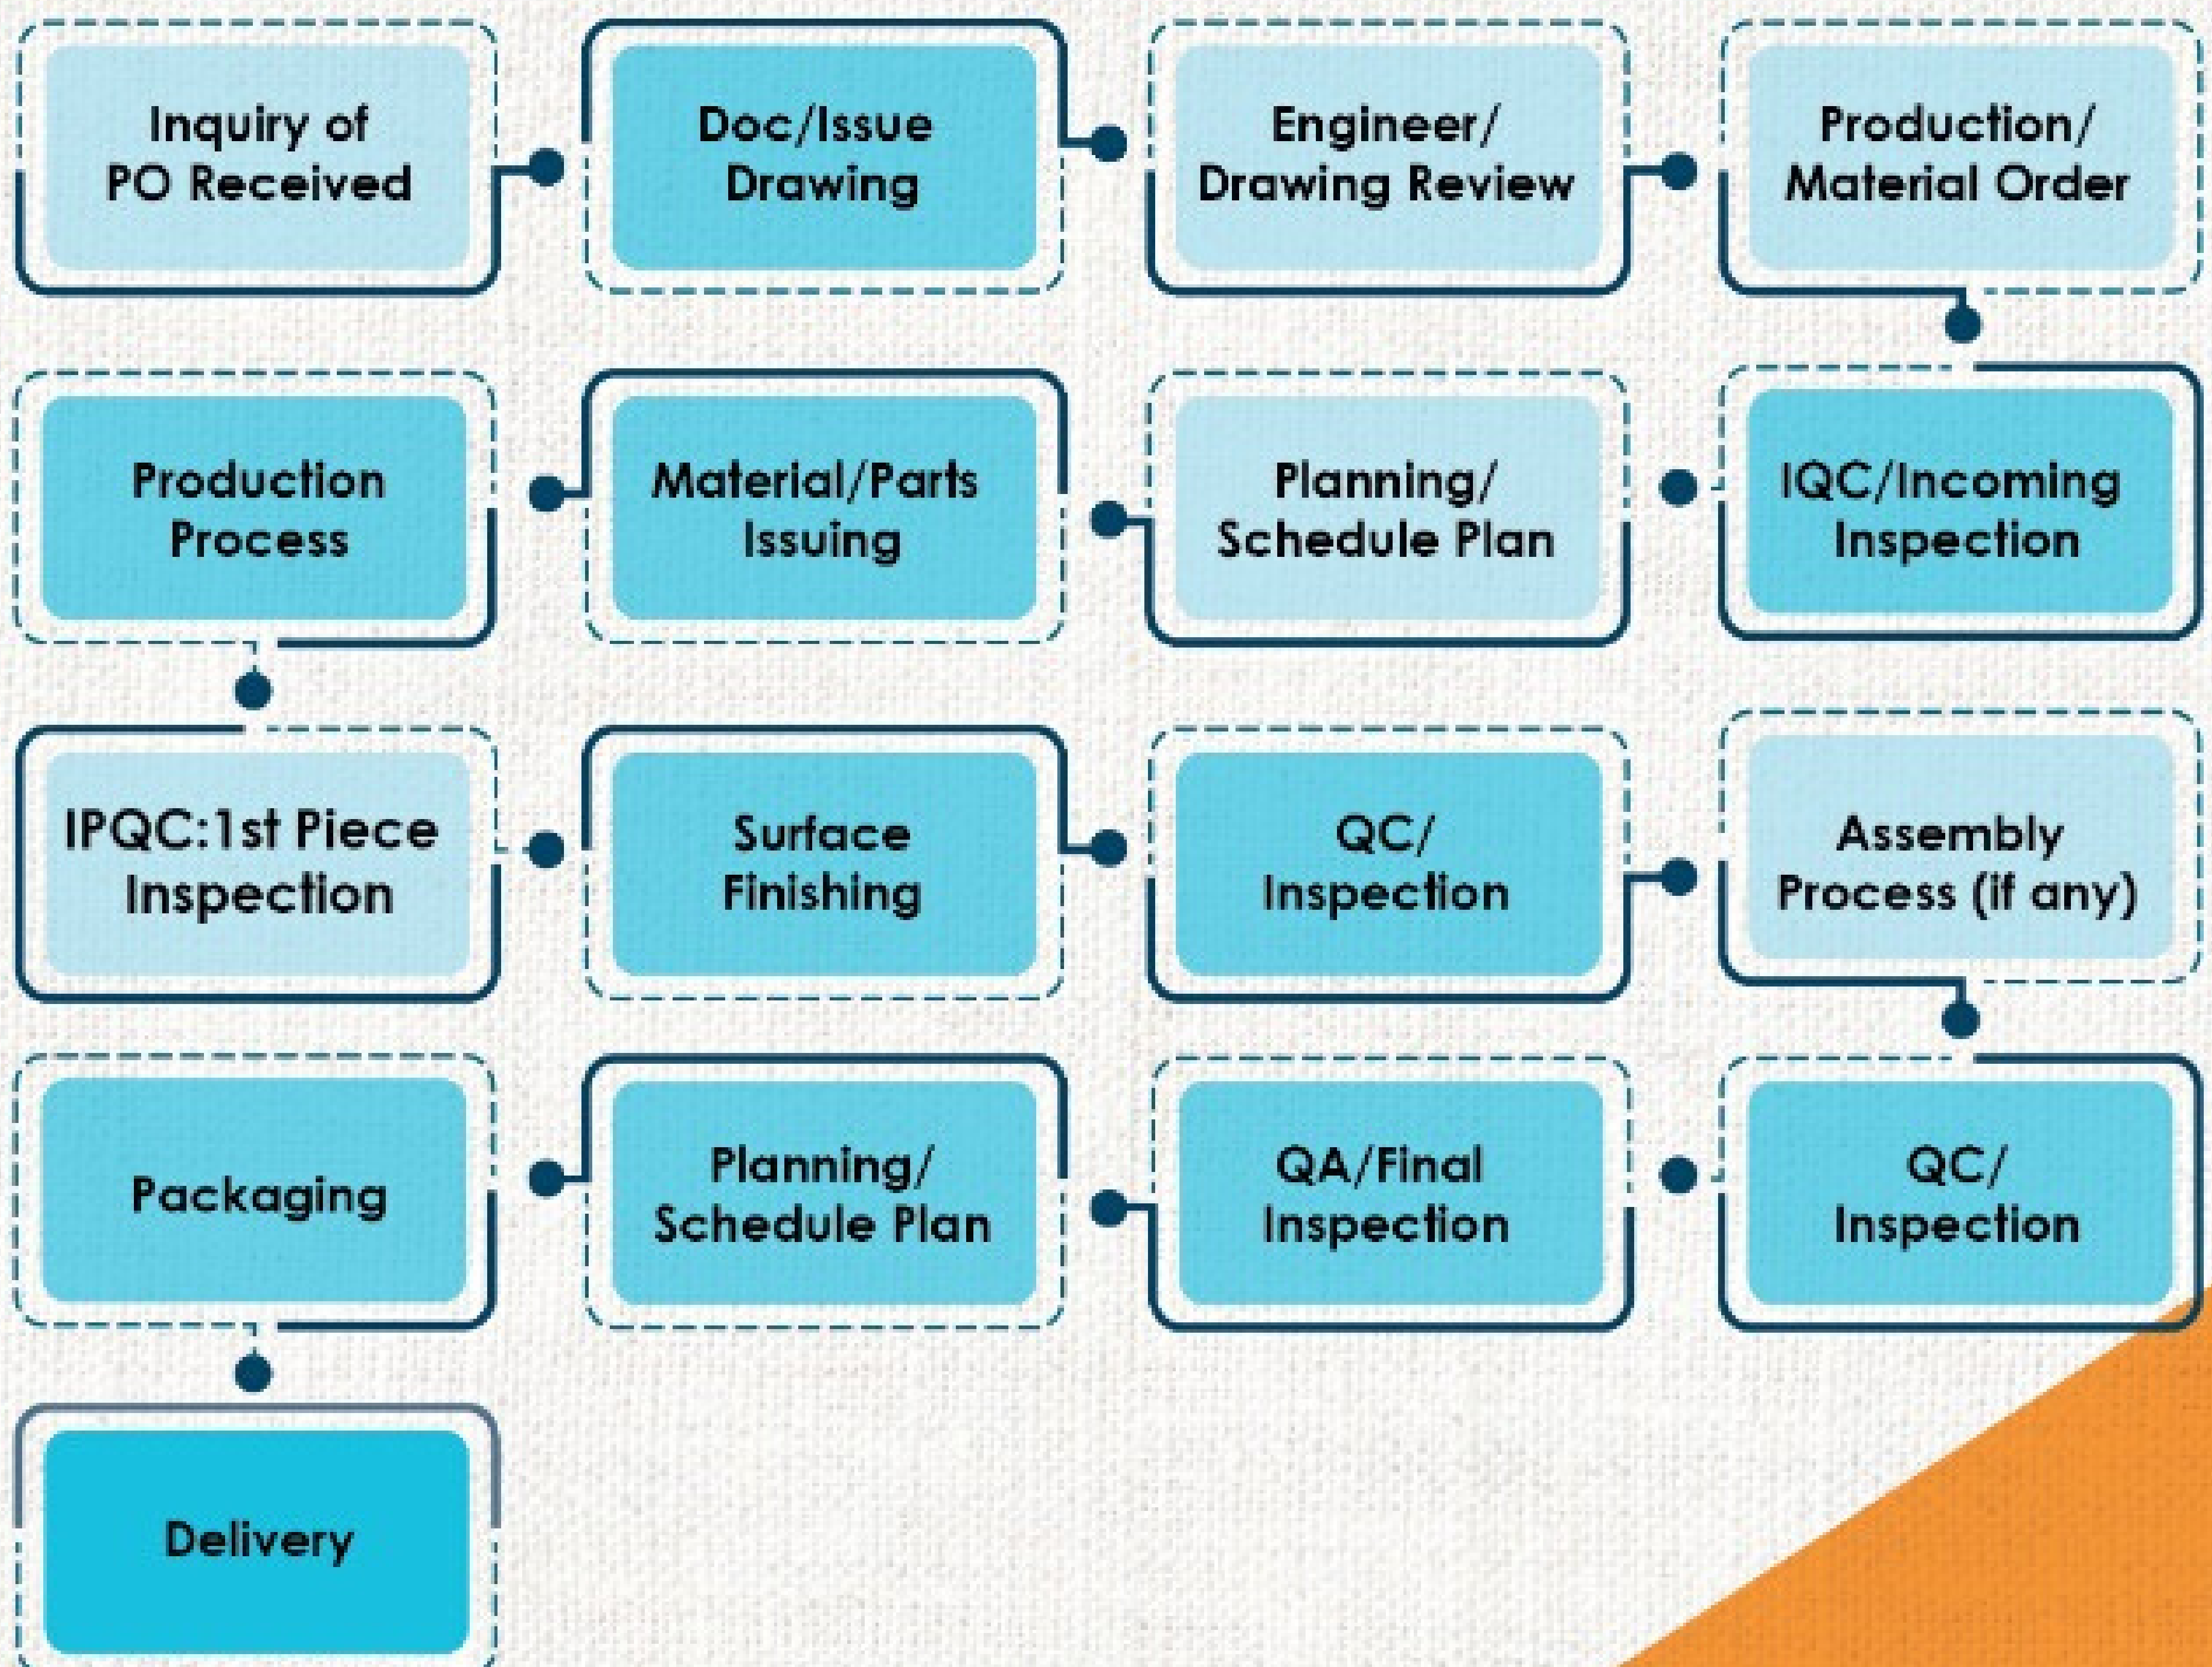 Inquiry of
PO Received
Doc/Issue
Drawing
Engineer/
Drawing Review
Production/
Material Order
Production
Process
Material/Parts
Issuing
Planning/
Schedule Plan
IQC/Incoming
Inspection
IPQC:1st Piece
Inspection
Surface
Finishing
QC/
Inspection
Assembly
Process (if any)
Packaging
Planning/
Schedule Plan
QA/Final
Inspection
QC/
Inspection
Delivery